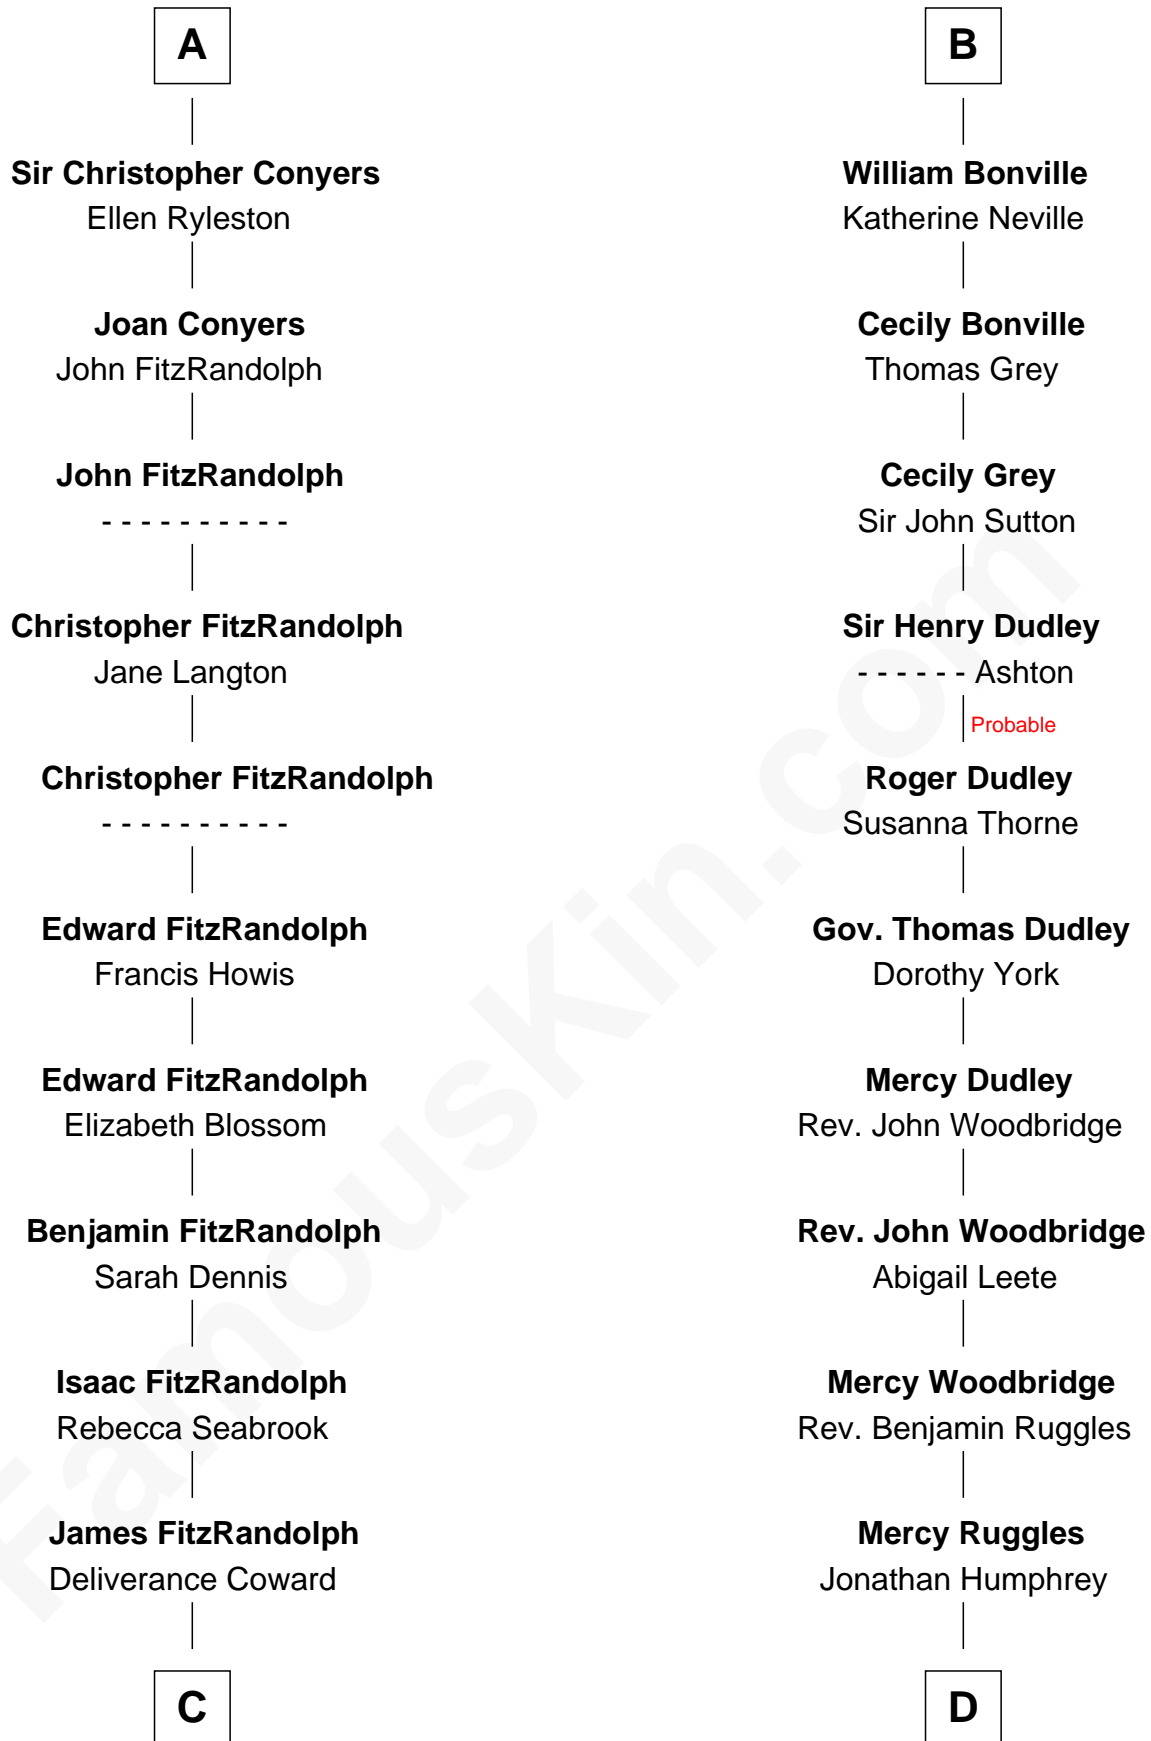 A
Sir Christopher Conyers
Ellen Ryleston
Joan Conyers
John FitzRandolph
John FitzRandolph
- - - - - - - - - -
Christopher FitzRandolph
Jane Langton
Christopher FitzRandolph
- - - - - - - - - -
Edward FitzRandolph
Francis Howis
Edward FitzRandolph
Elizabeth Blossom
Benjamin FitzRandolph
Sarah Dennis
Isaac FitzRandolph
Rebecca Seabrook
James FitzRandolph
Deliverance Coward
C
B
William Bonville
Katherine Neville
Cecily Bonville
Thomas Grey
Cecily Grey
Sir John Sutton
Sir Henry Dudley
- - - - - - Ashton
Probable
Roger Dudley
Susanna Thorne
Gov. Thomas Dudley
Dorothy York
Mercy Dudley
Rev. John Woodbridge
Rev. John Woodbridge
Abigail Leete
Mercy Woodbridge
Rev. Benjamin Ruggles
Mercy Ruggles
Jonathan Humphrey
D
FamousKin.com